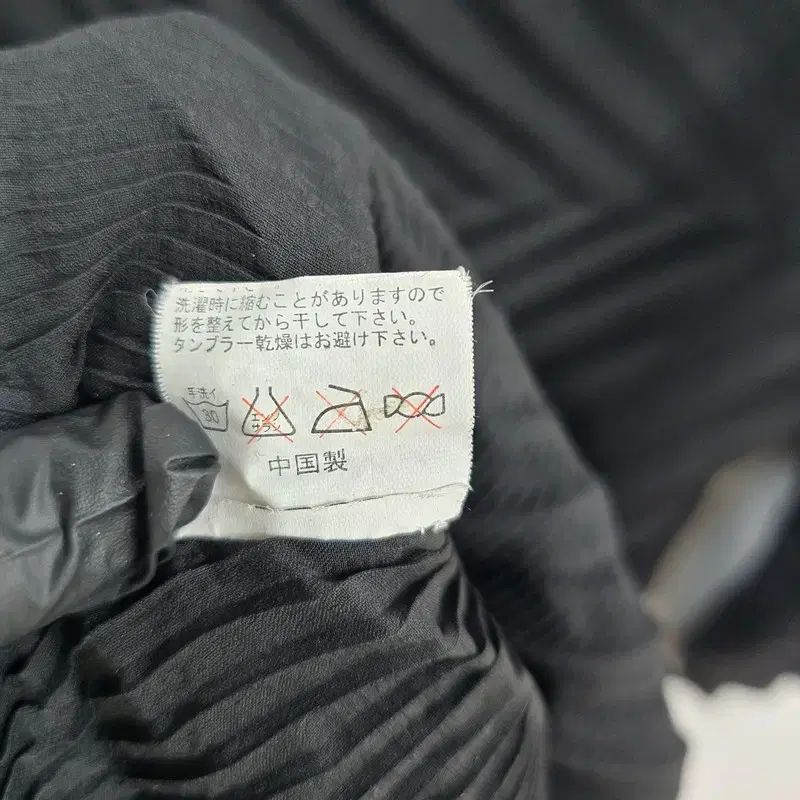 洗濯時に縮むことがありますので
形を整えてから干して下さい。
タンブラー乾燥はお避け下さい。
手洗イ
30
エンソ
サラシ
中国製